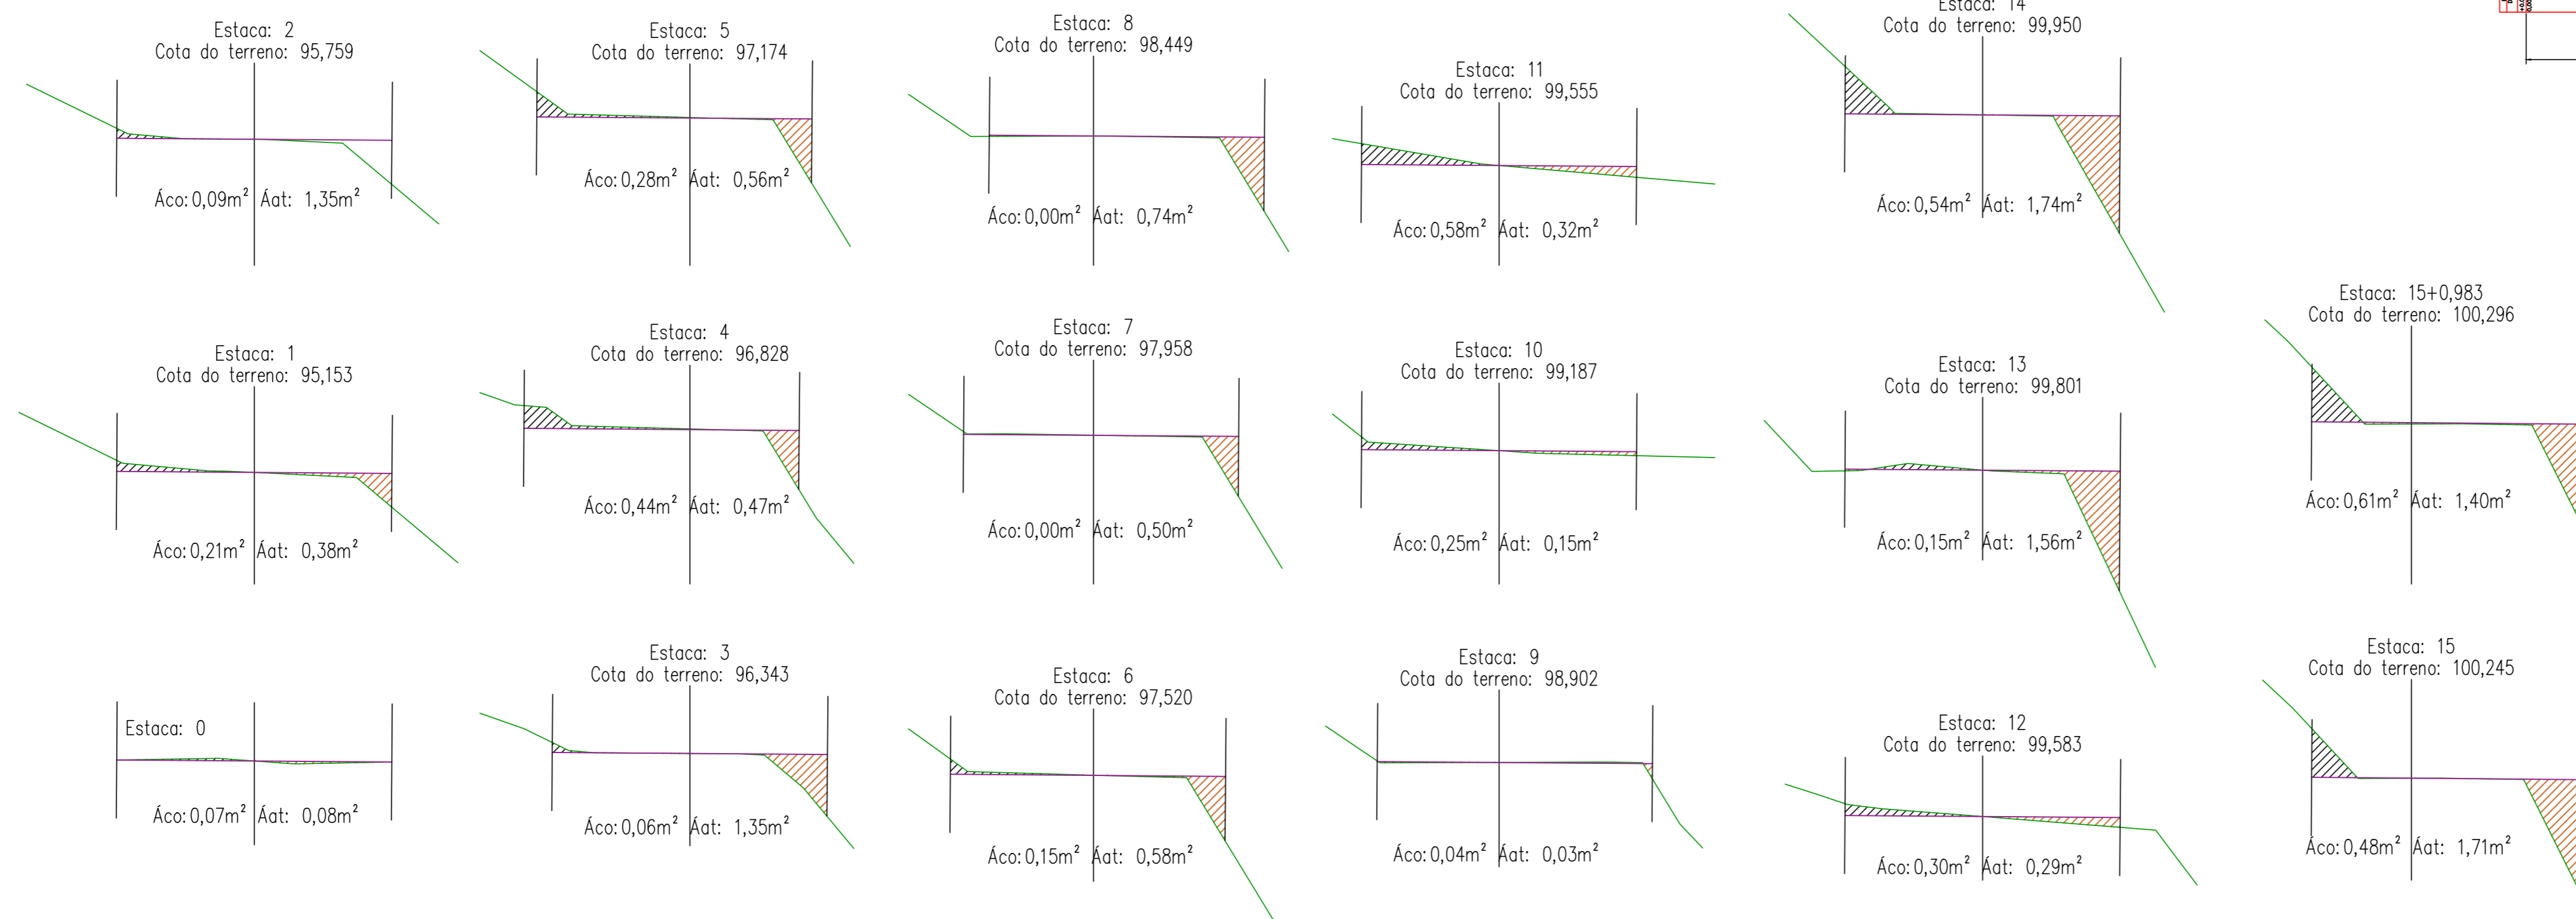 Estaca: 2
Cota do terreno: 95,759
Áco: 0,09m² Áat: 1,35m²
Estaca: 5
Cota do terreno: 97,174
Áco: 0,28m² Áat: 0,56m²
Estaca: 8
Cota do terreno: 98,449
Áco: 0,00m² Áat: 0,74m²
Estaca: 11
Cota do terreno: 99,555
Áco: 0,58m² Áat: 0,32m²
Estaca: 14
Cota do terreno: 99,950
Áco: 0,54m² Áat: 1,74m²
Estaca: 1
Cota do terreno: 95,153
Áco: 0,21m² Áat: 0,38m²
Estaca: 4
Cota do terreno: 96,828
Áco: 0,44m² Áat: 0,47m²
Estaca: 7
Cota do terreno: 97,958
Áco: 0,00m² Áat: 0,50m²
Estaca: 10
Cota do terreno: 99,187
Áco: 0,25m² Áat: 0,15m²
Estaca: 13
Cota do terreno: 99,801
Áco: 0,15m² Áat: 1,56m²
Estaca: 15+0,983
Cota do terreno: 100,296
Áco: 0,61m² Áat: 1,40m²
Estaca: 0
Áco: 0,07m² Áat: 0,08m²
Estaca: 3
Cota do terreno: 96,343
Áco: 0,06m² Áat: 1,35m²
Estaca: 6
Cota do terreno: 97,520
Áco: 0,15m² Áat: 0,58m²
Estaca: 9
Cota do terreno: 98,902
Áco: 0,04m² Áat: 0,03m²
Estaca: 12
Cota do terreno: 99,583
Áco: 0,30m² Áat: 0,29m²
Estaca: 15
Cota do terreno: 100,245
Áco: 0,48m² Áat: 1,71m²